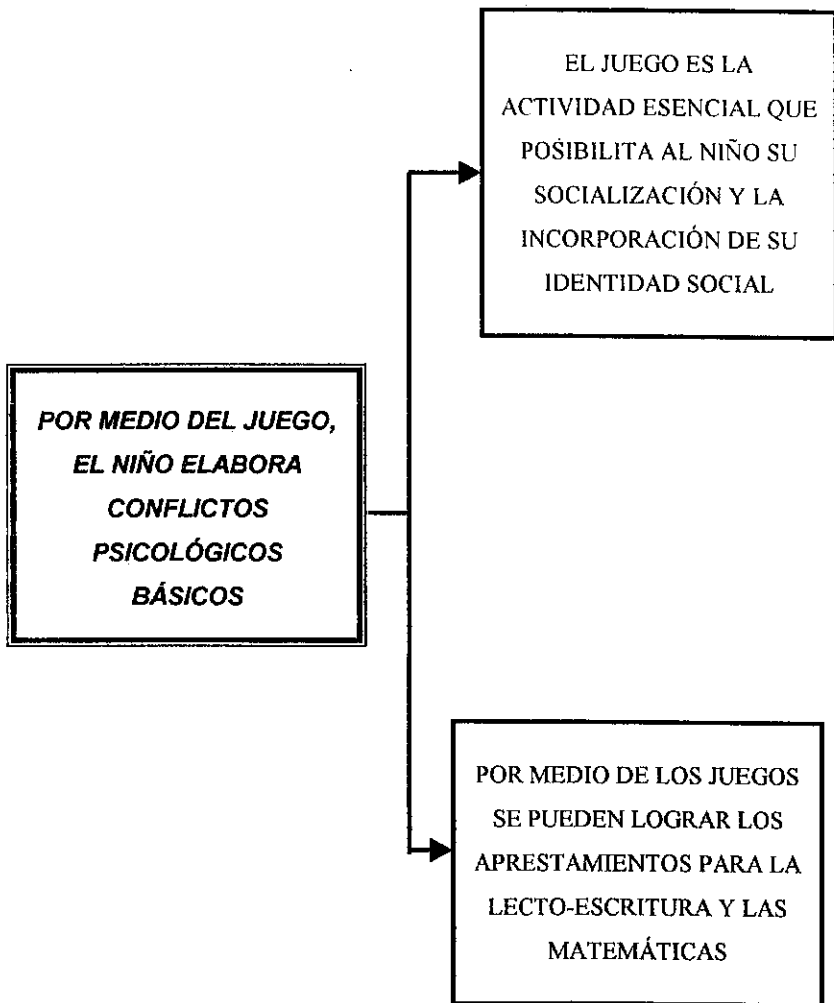 EL JUEGO ES LA
ACTIVIDAD ESENCIAL QUE
POSIBILITA AL NIÑO SU
SOCIALIZACIÓN Y LA
INCORPORACIÓN DE SU
IDENTIDAD SOCIAL
POR MEDIO DEL JUEGO,
EL NIÑO ELABORA
CONFLICTOS
PSICOLÓGICOS
BÁSICOS
POR MEDIO DE LOS JUEGOS
SE PUEDEN LOGRAR LOS
APRESTAMIENTOS PARA LA
LECTO-ESCRITURA Y LAS
MATEMÁTICAS